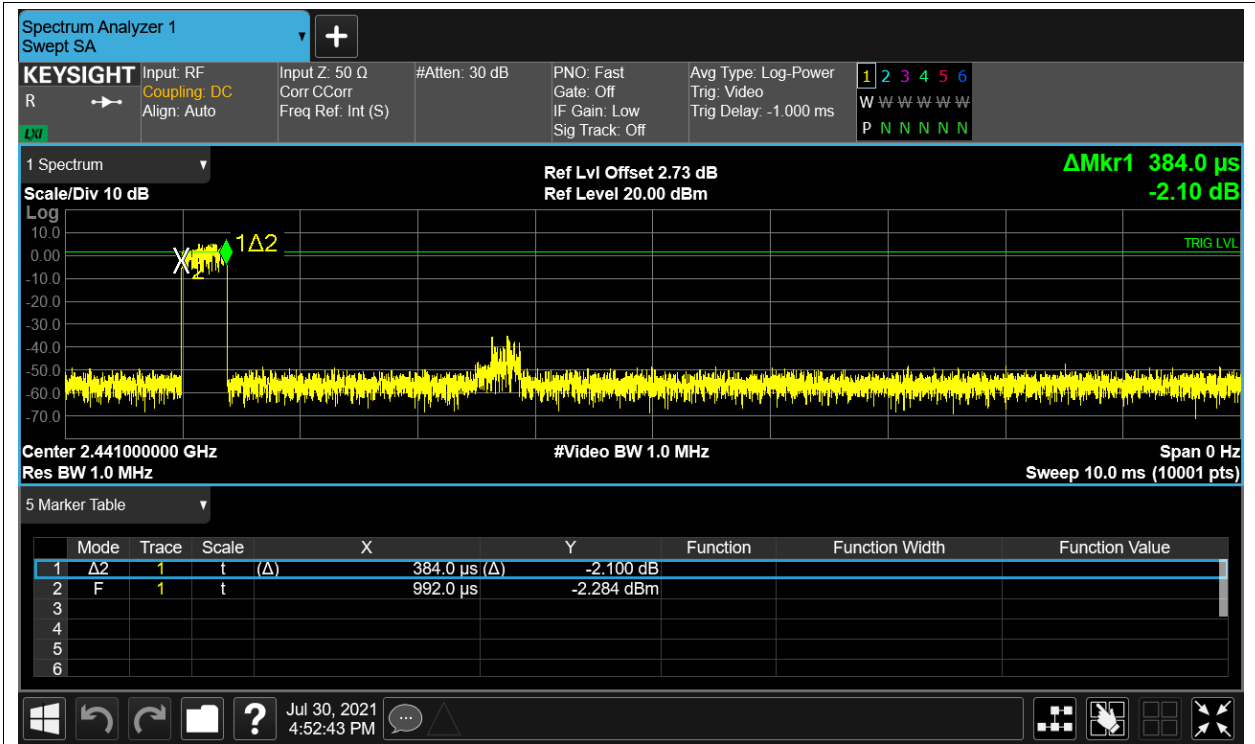 Spectrum Analyzer 1
Swept SA
+
KEYSIGHT Input: RF Input Z: 50 Ω #Atten: 30 dB PNO: Fast Avg Type: Log-Power 1 2 3 4 5 6
R Coupling: DC Corr CCorr Gate: Off Trig: Video W W W W W W
Align: Auto Freq Ref: Int (S) IF Gain: Low Trig Delay: -1.000 ms
LXI Sig Track: Off P N N N N N
1 Spectrum Ref Lvl Offset 2.73 dB ΔMkr1 384.0 µs
Scale/Div 10 dB Ref Level 20.00 dBm -2.10 dB
Log
10.0
1Δ2 TRIG LVL
0.00
X
2
-10.0
-20.0
-30.0
-40.0
-50.0
-60.0
-70.0
Center 2.441000000 GHz #Video BW 1.0 MHz Span 0 Hz
Res BW 1.0 MHz Sweep 10.0 ms (10001 pts)
5 Marker Table
Mode Trace Scale X Y Function Function Width Function Value
1 Δ2 1 t (Δ) 384.0 µs (Δ) -2.100 dB
2 F 1 t 992.0 µs -2.284 dBm
3
4
5
6
? Jul 30, 2021
4:52:43 PM